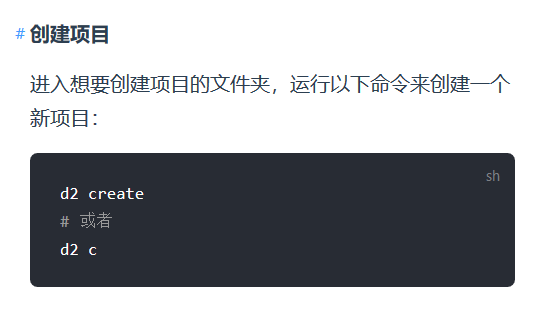 # 创建项目
进入想要创建项目的文件夹，运行以下命令来创建一个
新项目：
sh
d2 create
# 或者
d2 c